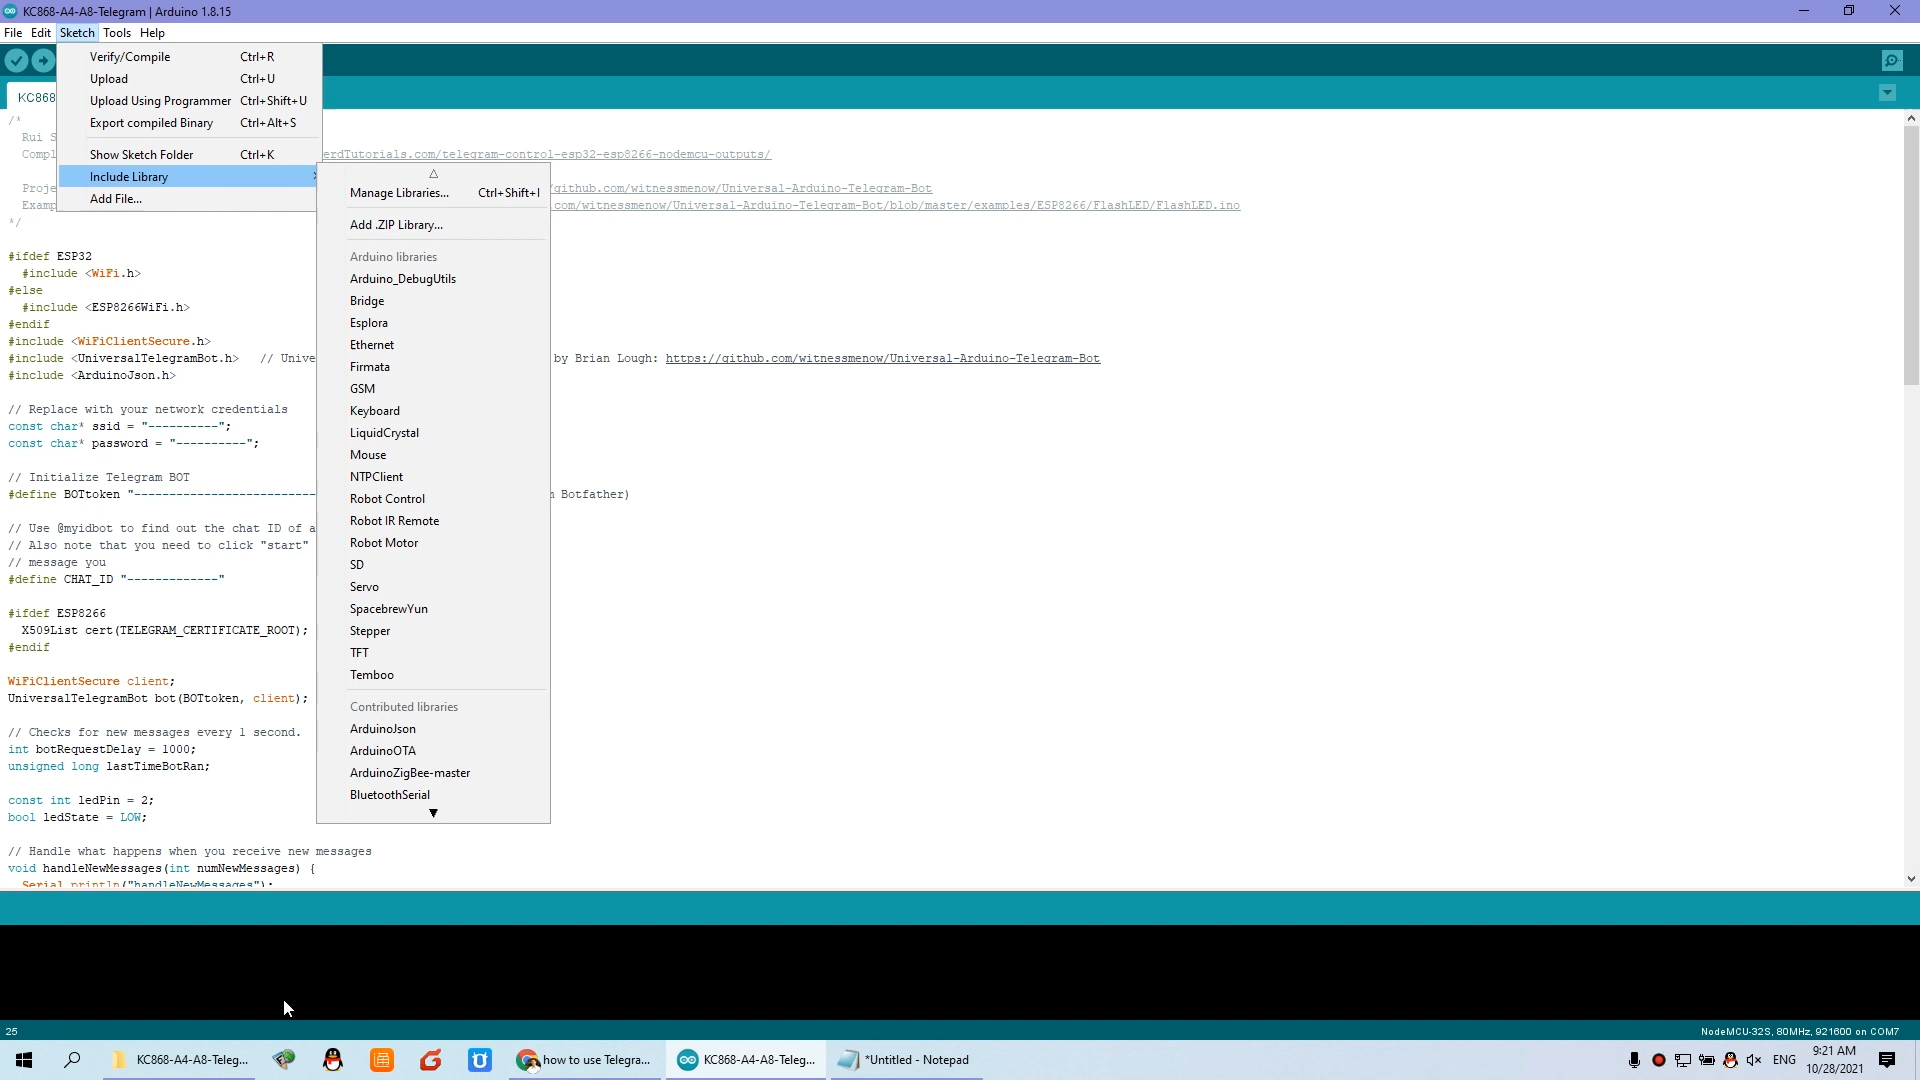 KC868-A4-A8-Telegram | Arduino 1.8.15
File Edit Sketch Tools Help
Verify/Compile Ctrl+R
Upload Ctrl+U
Upload Using Programmer Ctrl+Shift+U
Export compiled Binary Ctrl+Alt+S
Show Sketch Folder Ctrl+K
Include Library
Add File...
Manage Libraries... Ctrl+Shift+I
Add .ZIP Library...
Arduino libraries
Arduino_DebugUtils
Bridge
Esplora
Ethernet
Firmata
GSM
Keyboard
LiquidCrystal
Mouse
NTPClient
Robot Control
Robot IR Remote
Robot Motor
SD
Servo
SpacebrewYun
Stepper
TFT
Temboo
Contributed libraries
ArduinoJson
ArduinoOTA
ArduinoZigBee-master
BluetoothSerial
KC868
/*
Rui S
Compl erdTutorials.com/telegram-control-esp32-esp8266-nodemcu-outputs/
Proje github.com/witnessmenow/Universal-Arduino-Telegram-Bot
Examp .com/witnessmenow/Universal-Arduino-Telegram-Bot/blob/master/examples/ESP8266/FlashLED/FlashLED.ino
*/
#ifdef ESP32
#include <WiFi.h>
#else
#include <ESP8266WiFi.h>
#endif
#include <WiFiClientSecure.h>
#include <UniversalTelegramBot.h> // Unive by Brian Lough: https://github.com/witnessmenow/Universal-Arduino-Telegram-Bot
#include <ArduinoJson.h>
// Replace with your network credentials
const char* ssid = "----------";
const char* password = "----------";
// Initialize Telegram BOT
#define BOTtoken "-------------------------- Botfather)
// Use @myidbot to find out the chat ID of a
// Also note that you need to click "start"
// message you
#define CHAT_ID "-------------"
#ifdef ESP8266
X509List cert(TELEGRAM_CERTIFICATE_ROOT);
#endif
WiFiClientSecure client;
UniversalTelegramBot bot(BOTtoken, client);
// Checks for new messages every 1 second.
int botRequestDelay = 1000;
unsigned long lastTimeBotRan;
const int ledPin = 2;
bool ledState = LOW;
// Handle what happens when you receive new messages
void handleNewMessages(int numNewMessages) {
Serial.println("handleNewMessages");
25 NodeMCU-32S, 80MHz, 921600 on COM7
KC868-A4-A8-Teleg... how to use Telegra... KC868-A4-A8-Teleg... *Untitled - Notepad ENG 9:21 AM
10/28/2021